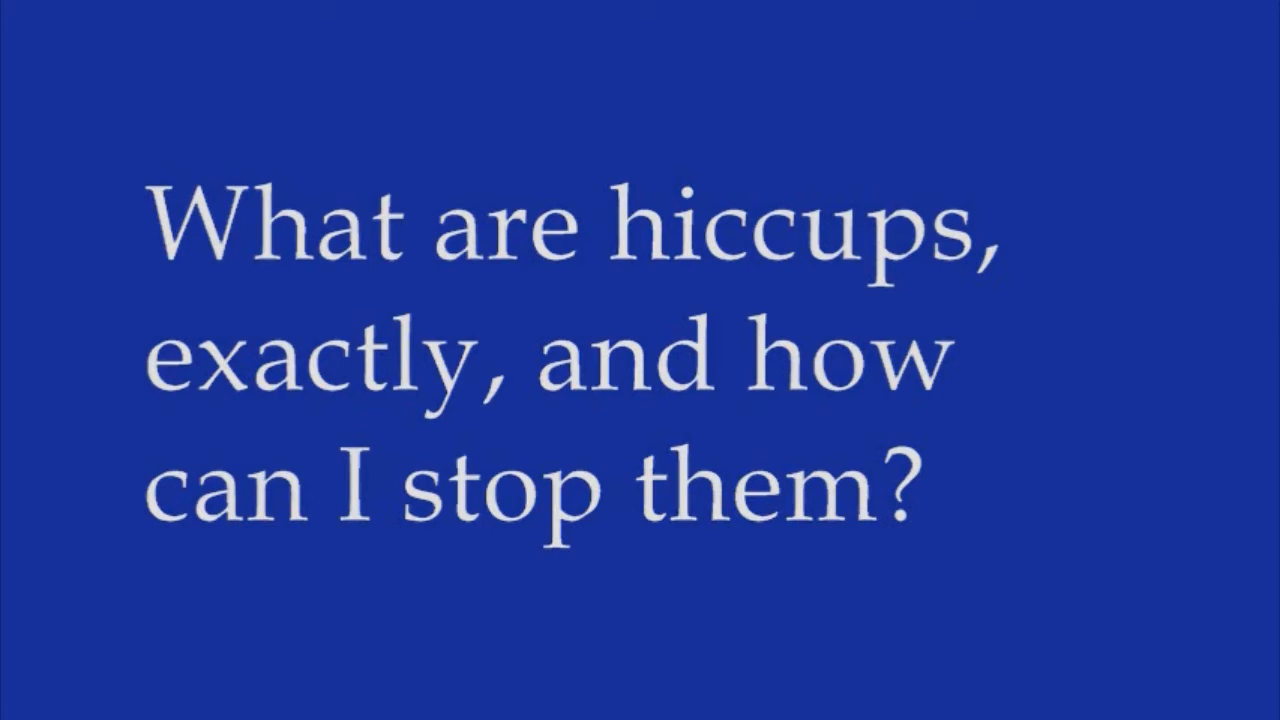 What are hiccups,
exactly, and how
can I stop them?